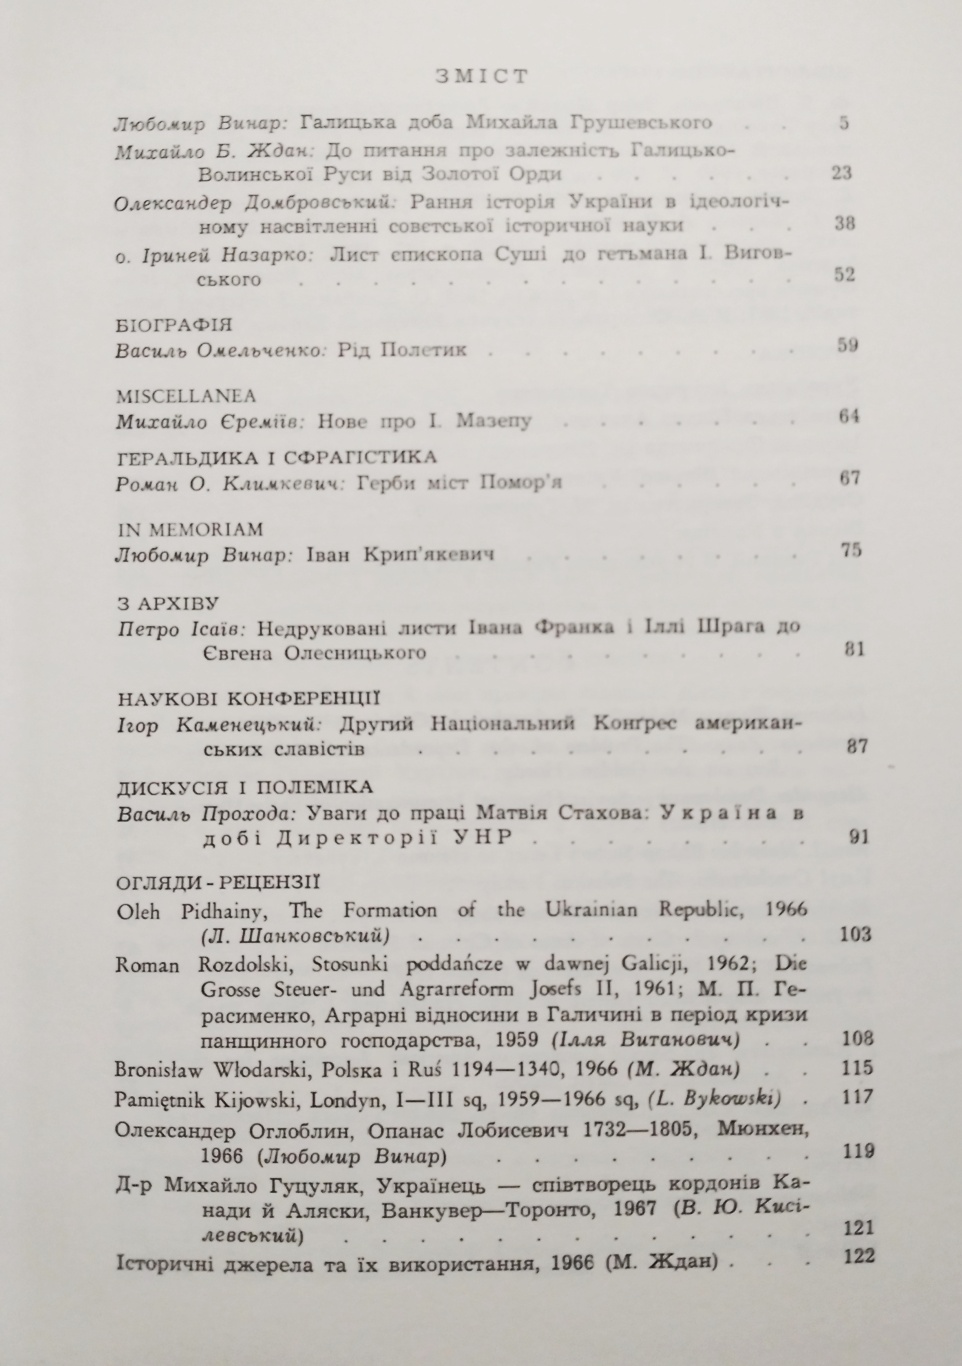 ЗМІСТ
Любомир Винар: Галицька доба Михайла Грушевського . . 5
Михайло Б. Ждан: До питання про залежність Галицько-
Волинської Руси від Золотої Орди . . . . . . 23
Олександер Домбровський: Рання історія України в ідеологіч-
ному насвітленні советської історичної науки . . . 38
о. Іриней Назарко: Лист єпископа Суші до гетьмана І. Вигов-
ського . . . . . . . . . . . . . . 52
БІОГРАФІЯ
Василь Омельченко: Рід Полетик . . . . . . . . . 59
MISCELLANEA
Михайло Єреміїв: Нове про І. Мазепу . . . . . . . 64
ГЕРАЛЬДИКА І СФРАГІСТИКА
Роман О. Климкевич: Герби міст Помор'я . . . . . . 67
IN MEMORIAM
Любомир Винар: Іван Крип'якевич . . . . . . . . 75
З АРХІВУ
Петро Ісаїв: Недруковані листи Івана Франка і Іллі Шрага до
Євгена Олесницького . . . . . . . . . . 81
НАУКОВІ КОНФЕРЕНЦІЇ
Ігор Каменецький: Другий Національний Конґрес американ-
ських славістів . . . . . . . . . . . 87
ДИСКУСІЯ І ПОЛЕМІКА
Василь Прохода: Уваги до праці Матвія Стахова: Україна в
добі Директорії УНР . . . . . . . . 91
ОГЛЯДИ - РЕЦЕНЗІЇ
Oleh Pidhainy, The Formation of the Ukrainian Republic, 1966
(Л. Шанковський) . . . . . . . . . . . 103
Roman Rozdolski, Stosunki poddańcze w dawnej Galicji, 1962; Die
Grosse Steuer- und Agrarreform Josefs II, 1961; М. П. Ге-
расименко, Аграрні відносини в Галичині в період кризи
панщинного господарства, 1959 (Ілля Витанович) . . 108
Bronisław Włodarski, Polska i Ruś 1194—1340, 1966 (М. Ждан) . . 115
Pamiętnik Kijowski, Londyn, I—III sq, 1959—1966 sq, (L. Bykowski) . 117
Олександер Оглоблин, Опанас Лобисевич 1732—1805, Мюнхен,
1966 (Любомир Винар) . . . . . . . . . 119
Д-р Михайло Гуцуляк, Українець — співтворець кордонів Ка-
нади й Аляски, Ванкувер—Торонто, 1967 (В. Ю. Кисі-
левський) . . . . . . . . . . . . . 121
Історичні джерела та їх використання, 1966 (М. Ждан) . . . 122